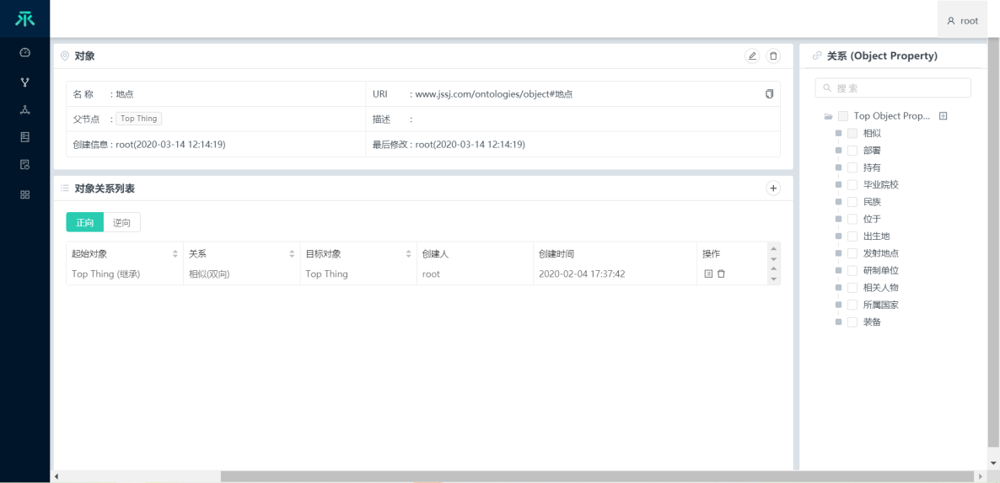 root
对象
名 称 : 地点
URI : www.jssj.com/ontologies/object#地点
父节点 : Top Thing
描述 :
创建信息 : root(2020-03-14 12:14:19)
最后修改 : root(2020-03-14 12:14:19)
对象关系列表
正向 逆向
起始对象 关系 目标对象 创建人 创建时间 操作
Top Thing (继承) 相似(双向) Top Thing root 2020-02-04 17:37:42
关系 (Object Property)
搜 索
Top Object Prop...
相似
部署
持有
毕业院校
民族
位于
出生地
发射地点
研制单位
相关人物
所属国家
装备